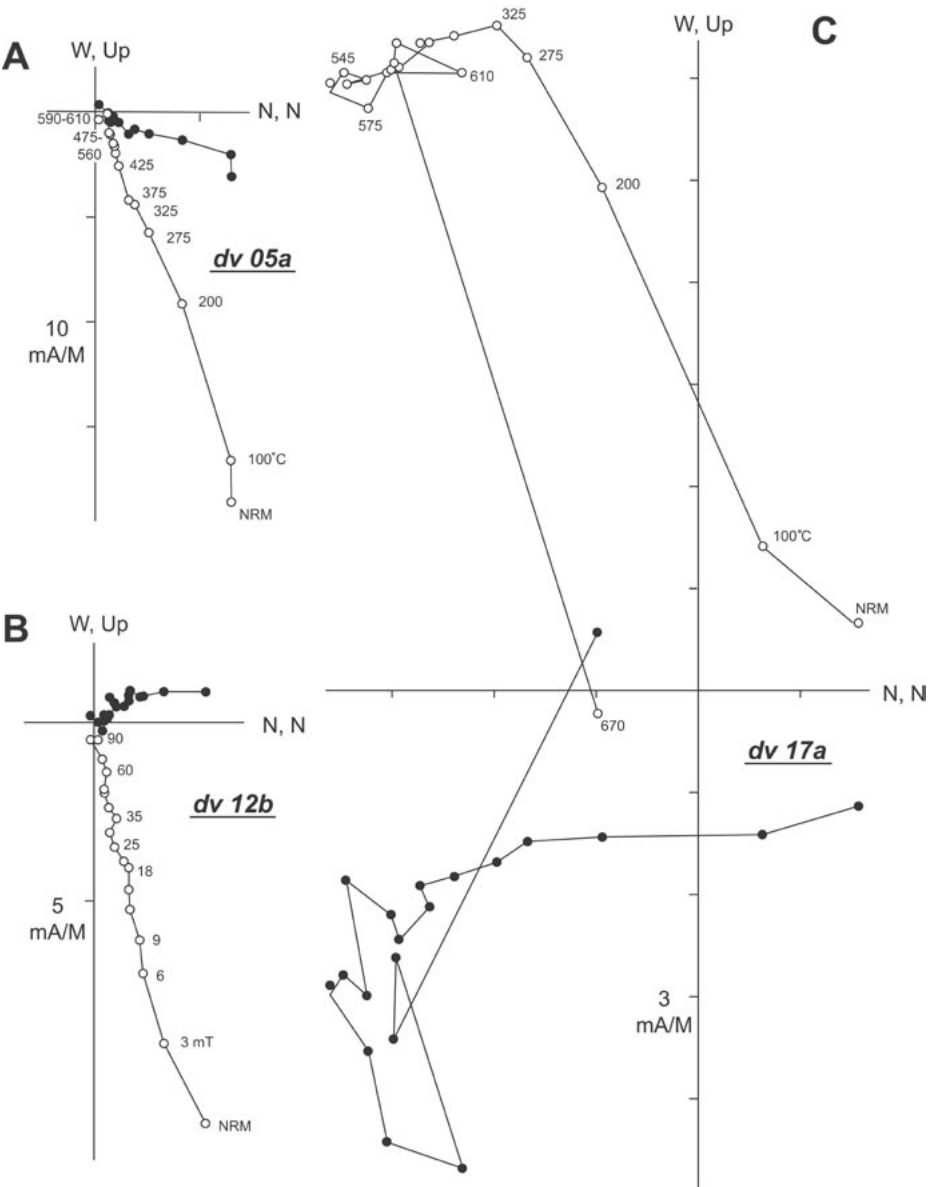 A
W, Up
N, N
590-610
475-
560
425
375
325
275
dv 05a
200
10
mA/M
100°C
NRM
B
W, Up
N, N
90
60
dv 12b
35
25
18
5
mA/M
9
6
3 mT
NRM
C
W, Up
325
545
275
610
575
200
100°C
NRM
N, N
670
dv 17a
3
mA/M